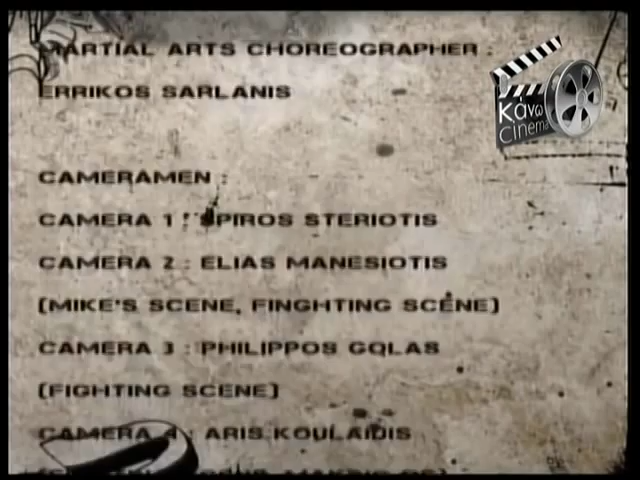 MARTIAL ARTS CHOREOGRAPHER :
ERRIKOS SARLANIS
Κάνω
Cinema
CAMERAMEN :
CAMERA 1 : SPIROS STERIOTIS
CAMERA 2 : ELIAS MANESIOTIS
(MIKE'S SCENE, FINGHTING SCENE)
CAMERA 3 : PHILIPPOS GOLAS
(FIGHTING SCENE)
CAMERA 4 : ARIS KOULAIDIS